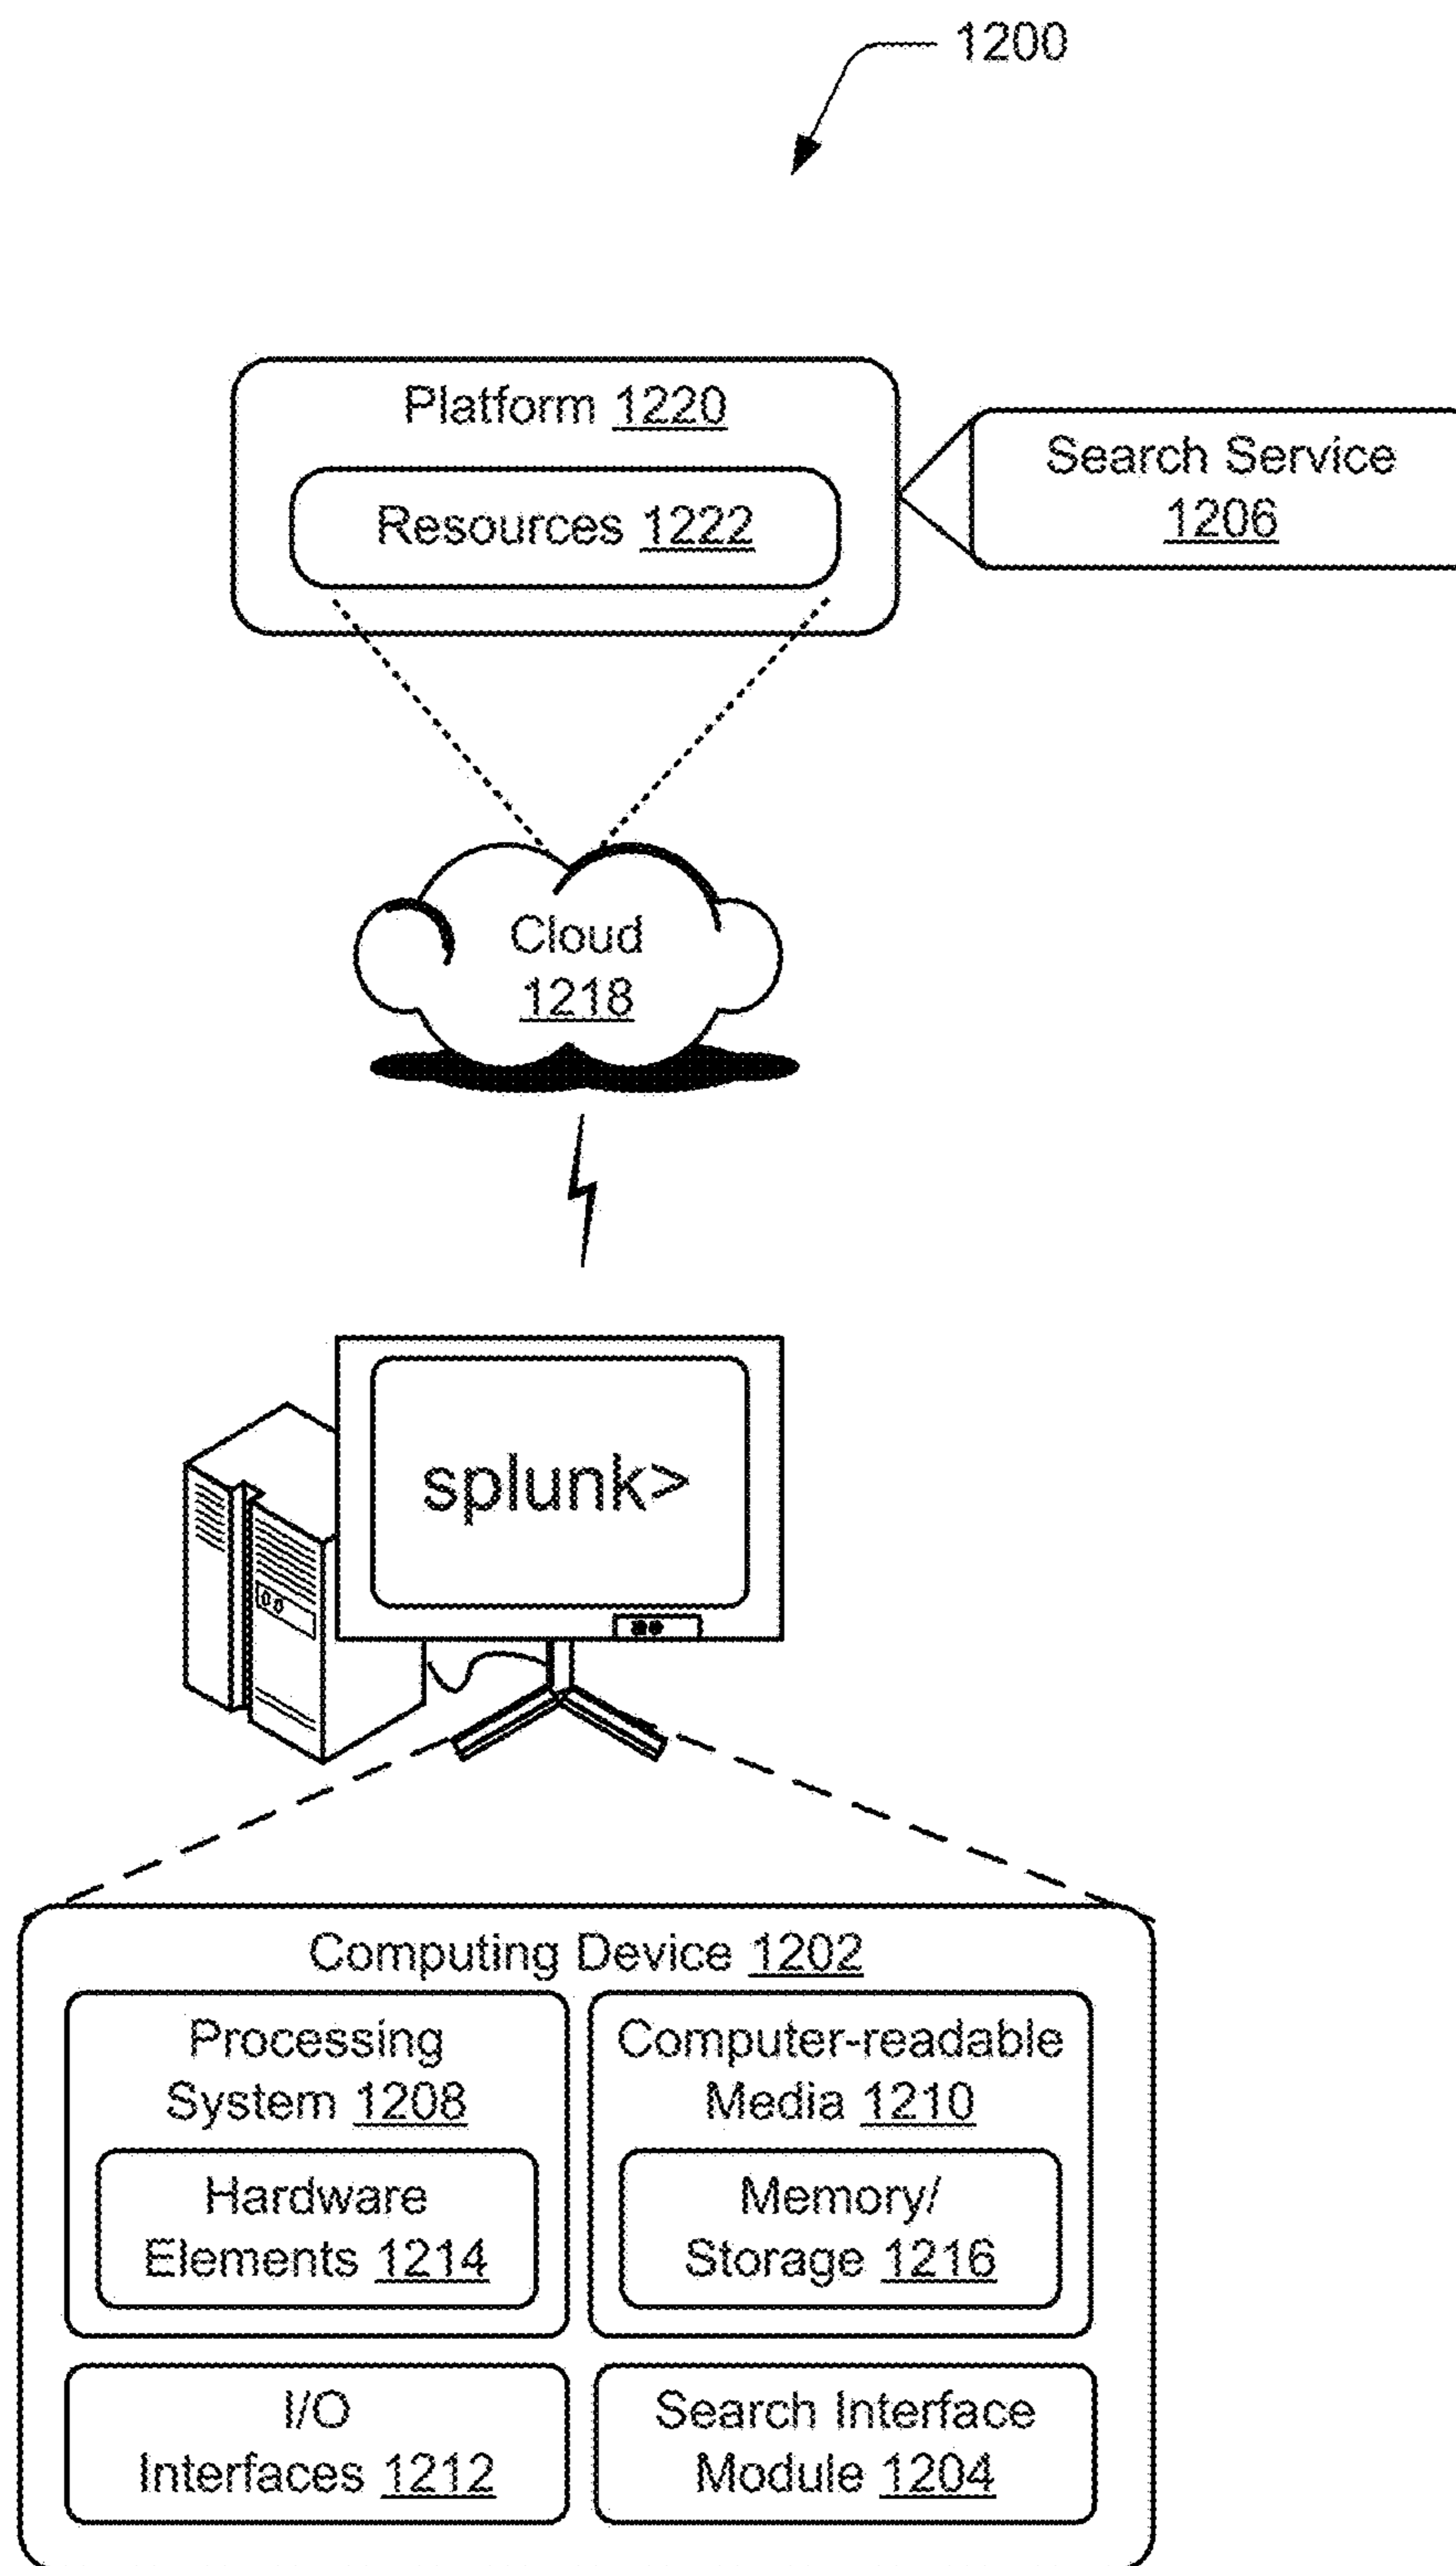 1200
Platform 1220
Resources 1222
Search Service
1206
Cloud
1218
splunk>
Computing Device 1202
Processing
System 1208
Hardware
Elements 1214
Computer-readable
Media 1210
Memory/
Storage 1216
I/O
Interfaces 1212
Search Interface
Module 1204